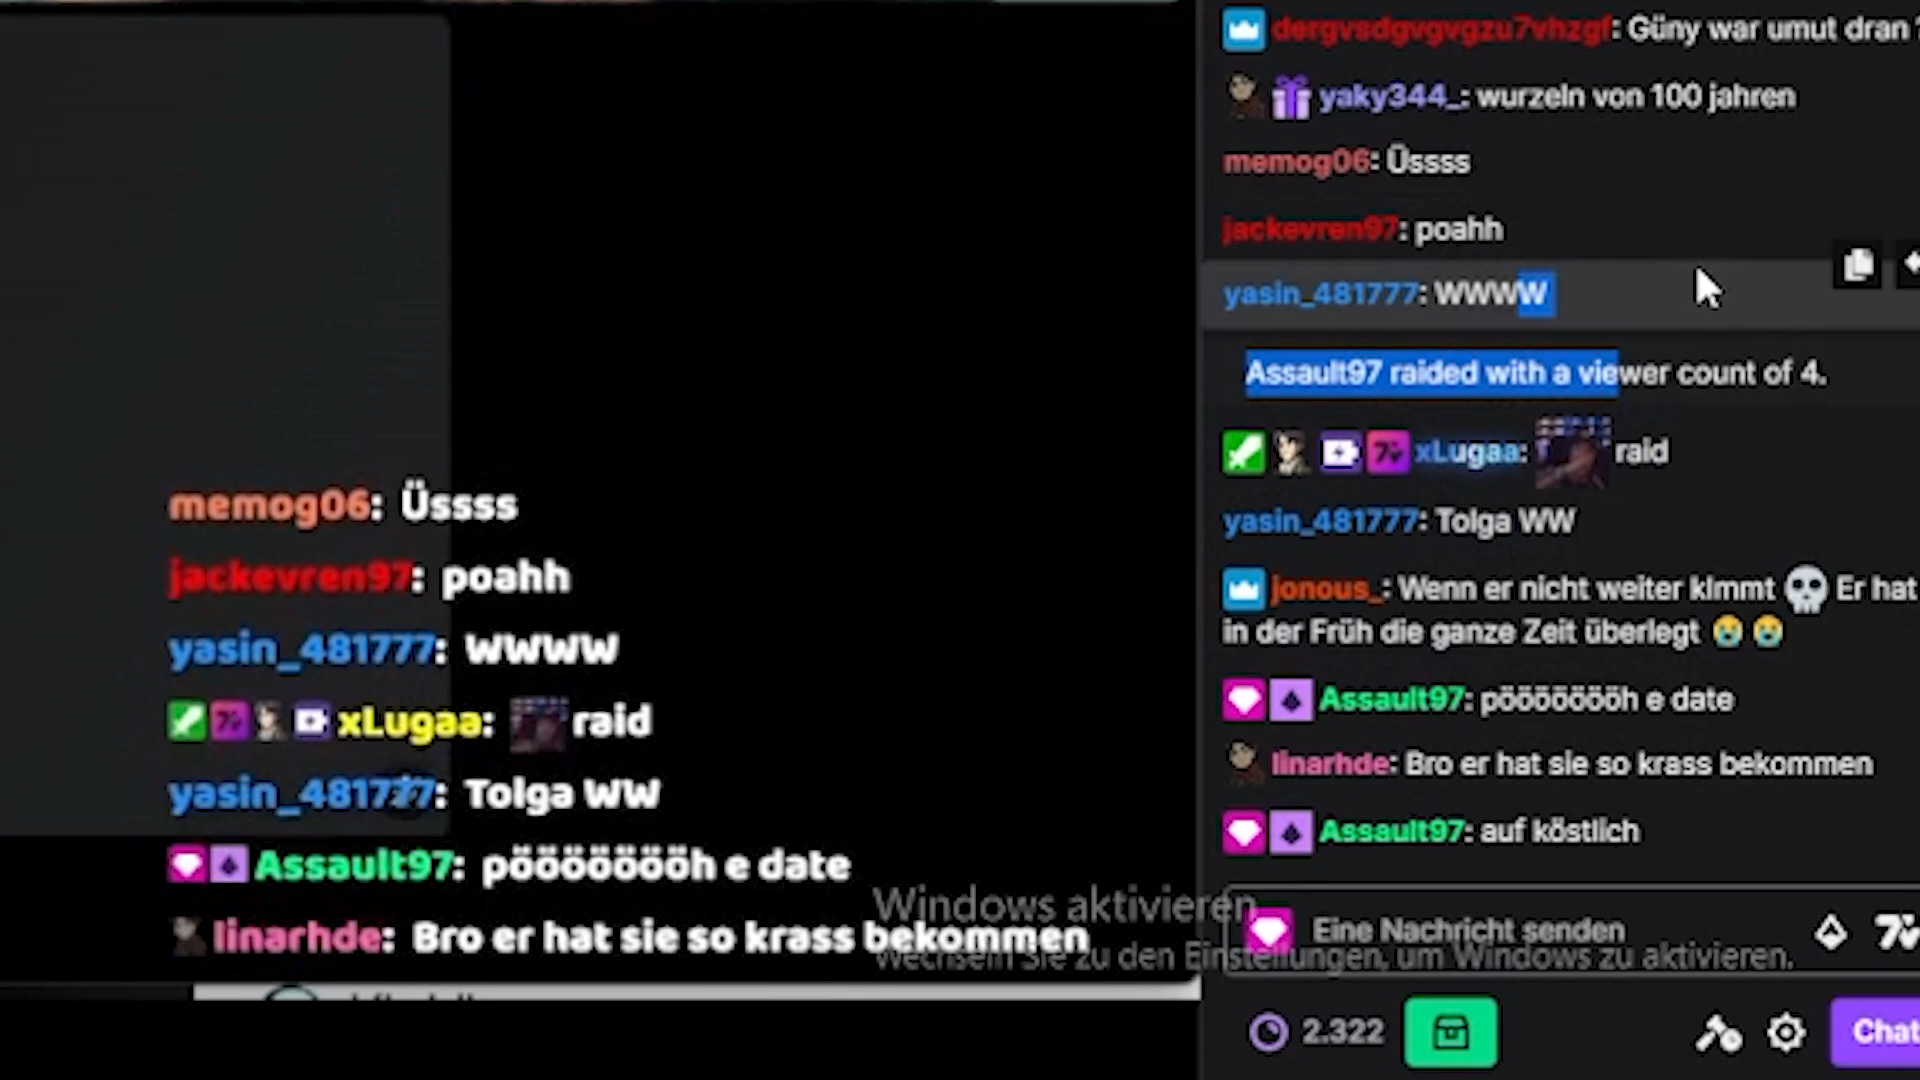 memog06: Üssss
jackevren97: poahh
yasin_481777: WWWW
xLugaa: raid
yasin_481777: Tolga WW
Assault97: pööööööööh e date
linarhde: Bro er hat sie so krass bekommen
dergvsdgvgvgzu7vhzgf: Güny war umut dran
yaky344_: wurzeln von 100 jahren
memog06: Üssss
jackevren97: poahh
yasin_481777: WWWW
Assault97 raided with a viewer count of 4.
xLugaa: raid
yasin_481777: Tolga WW
jonous_: Wenn er nicht weiter klmmt 💀 Er hat
in der Früh die ganze Zeit überlegt 😭 😭
Assault97: pööööööööh e date
linarhde: Bro er hat sie so krass bekommen
Assault97: auf köstlich
Windows aktivieren
Eine Nachricht senden
Wechseln Sie zu den Einstellungen, um Windows zu aktivieren.
2.322
Chat